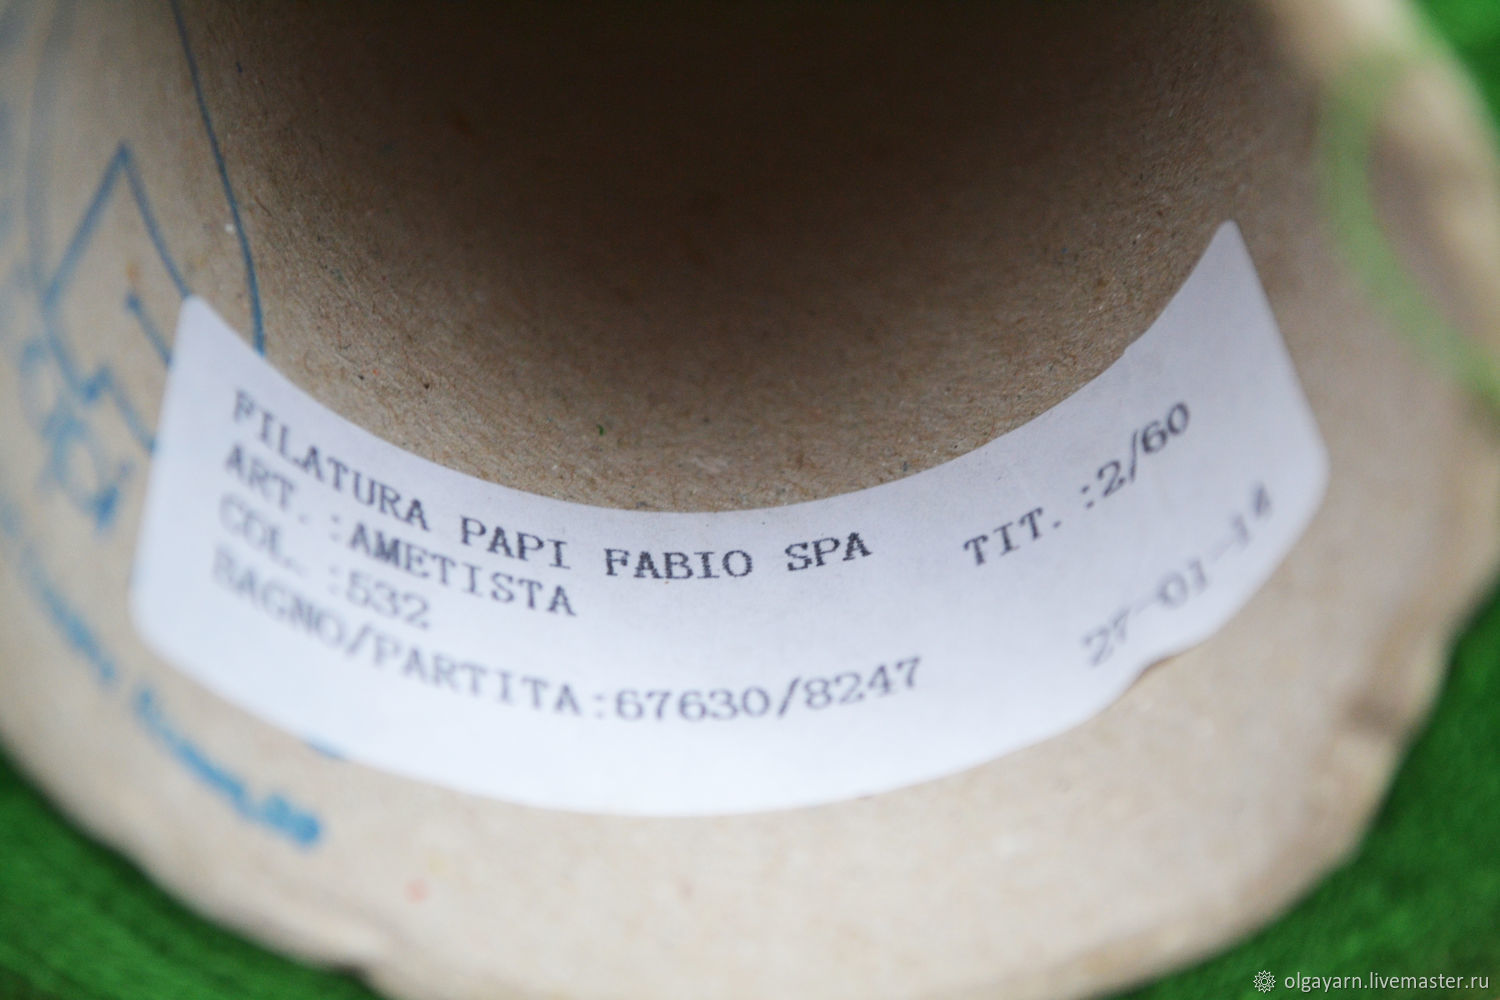 FILATURA PAPI FABIO SPA TIT. :2/60
ART. :AMETISTA
COL. :532 27-01-14
BAGNO/PARTITA:67630/8247
olgayarn.livemaster.ru